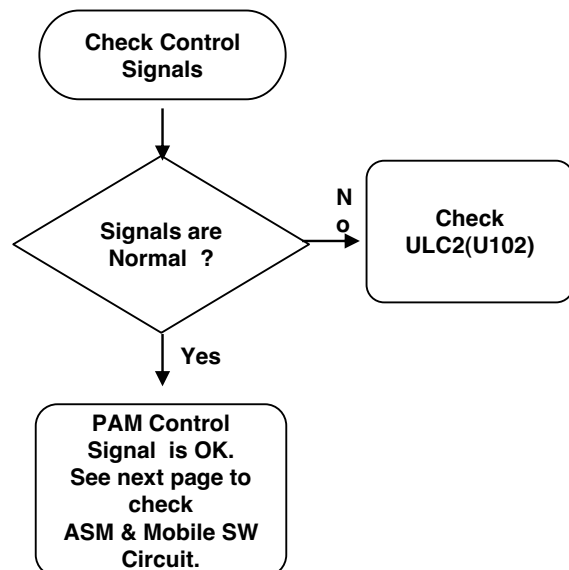 Check Control
Signals
Signals are
Normal ?
N
o
Check
ULC2(U102)
Yes
PAM Control
Signal is OK.
See next page to
check
ASM & Mobile SW
Circuit.